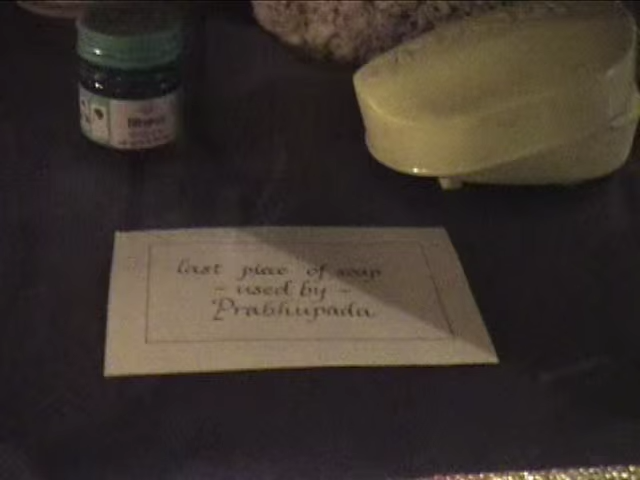 last piece of soap
~ used by ~
Prabhupada